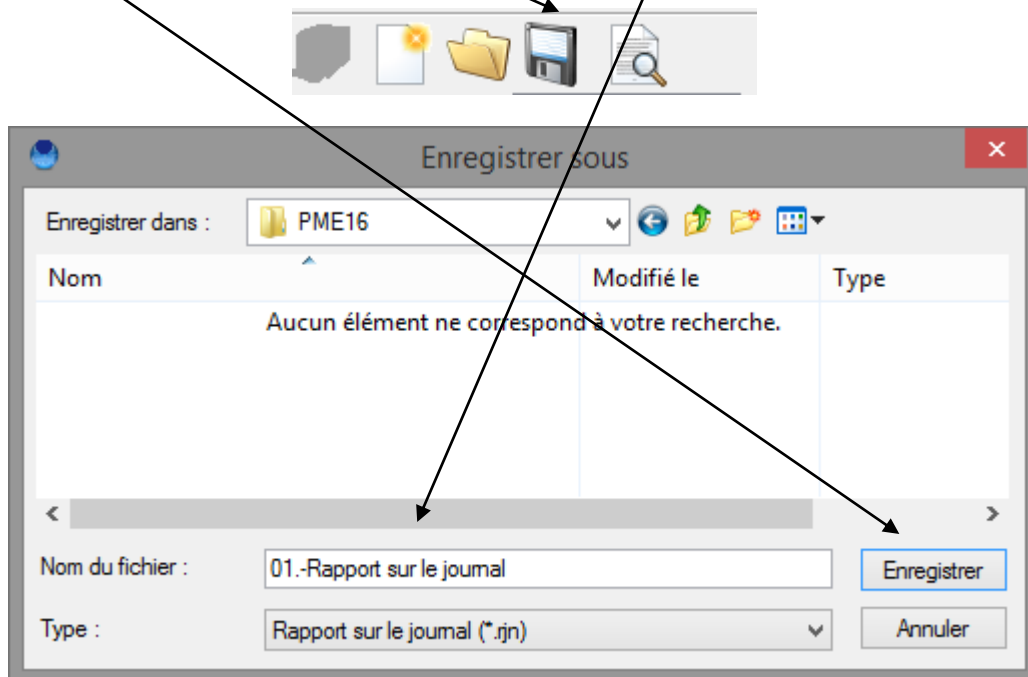 Enregistrer sous
Enregistrer dans : PME16
Nom Modifié le Type
Aucun élément ne correspond à votre recherche.
Nom du fichier : 01.-Rapport sur le journal Enregistrer
Type : Rapport sur le journal (*.rjn) Annuler